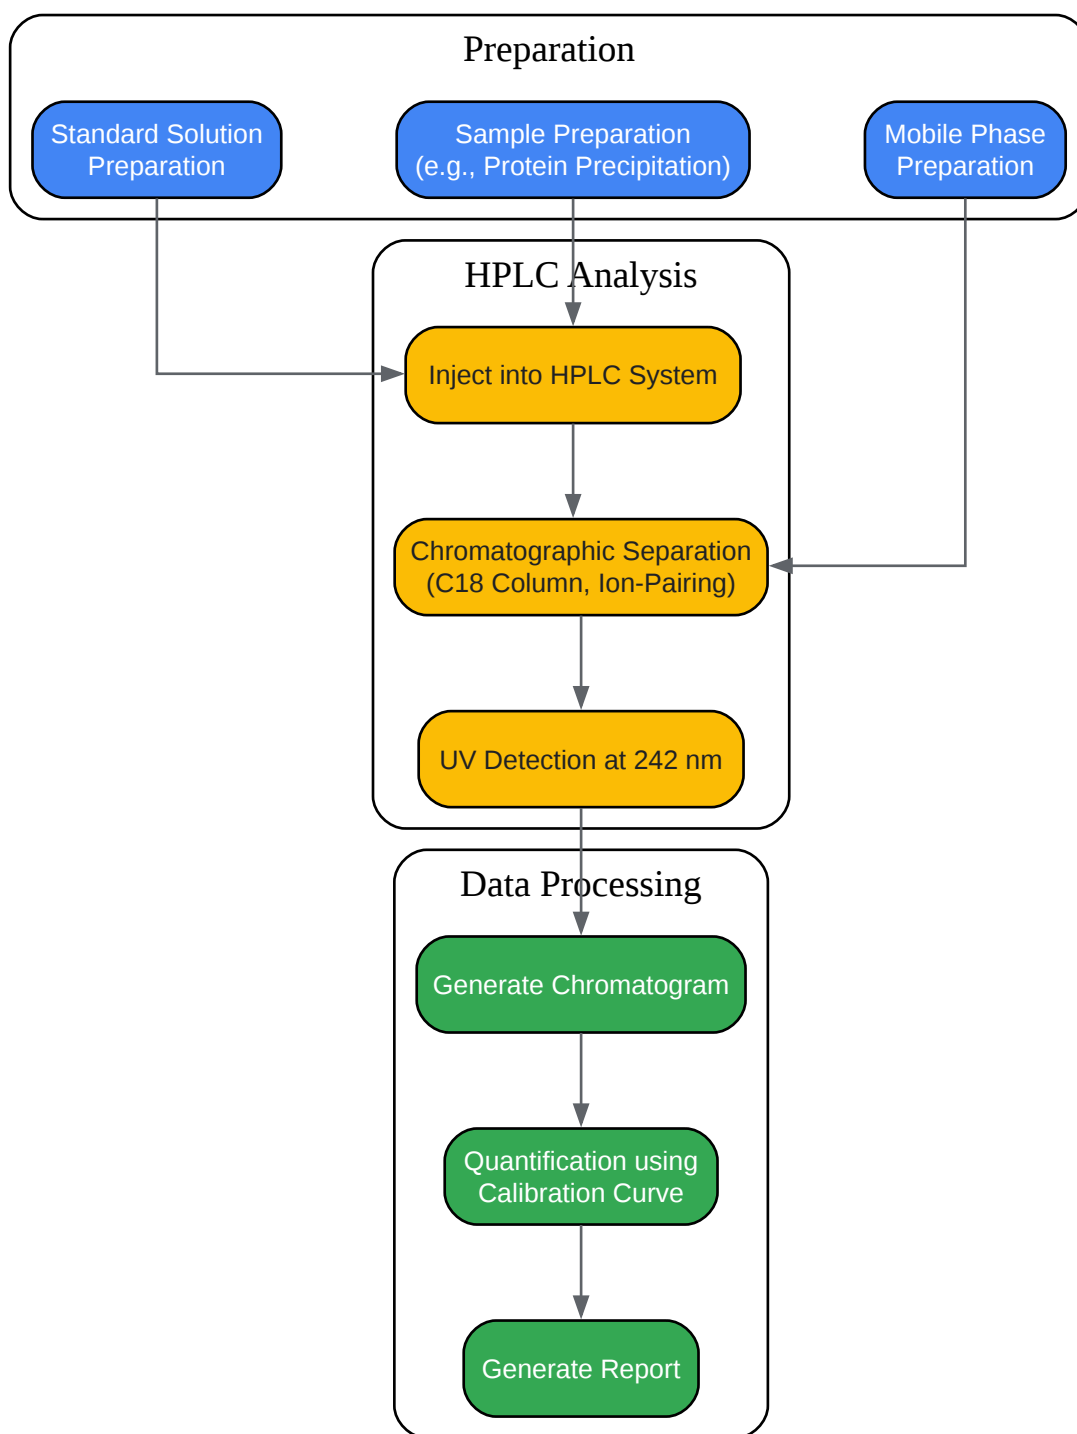 Preparation
Standard Solution
Preparation
Sample Preparation
(e.g., Protein Precipitation)
Mobile Phase
Preparation
HPLC Analysis
Inject into HPLC System
Chromatographic Separation
(C18 Column, Ion-Pairing)
UV Detection at 242 nm
Data Processing
Generate Chromatogram
Quantification using
Calibration Curve
Generate Report